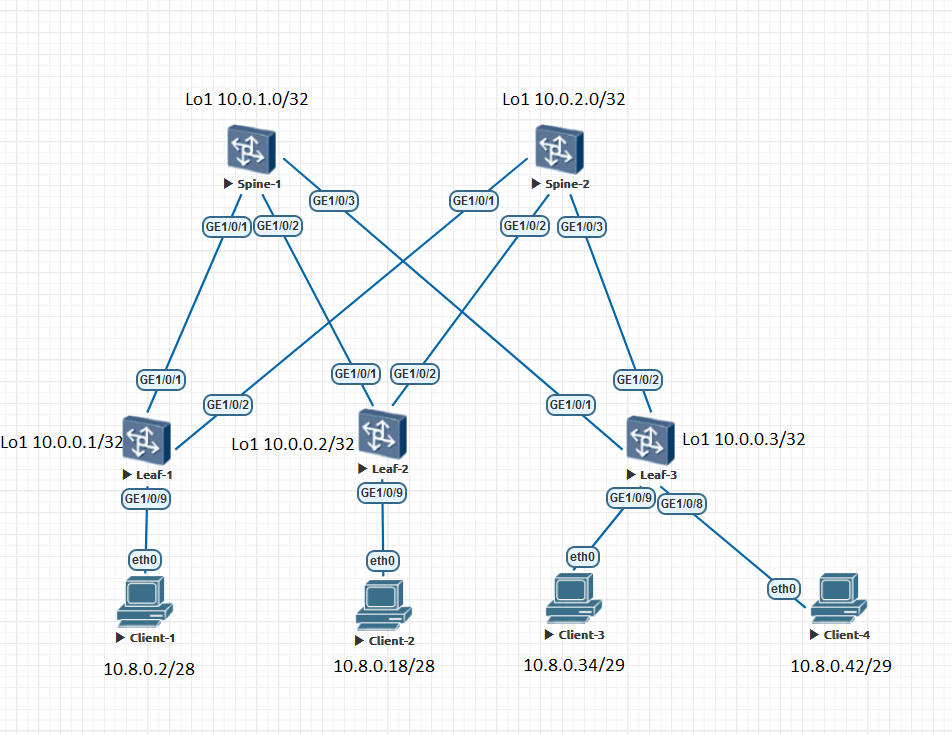 Lo1 10.0.1.0/32
Lo1 10.0.2.0/32
Spine-1
Spine-2
GE1/0/3
GE1/0/1
GE1/0/1
GE1/0/2
GE1/0/2
GE1/0/3
GE1/0/1
GE1/0/2
GE1/0/1
GE1/0/2
GE1/0/2
GE1/0/1
Lo1 10.0.0.1/32
Lo1 10.0.0.2/32
Lo1 10.0.0.3/32
Leaf-1
Leaf-2
Leaf-3
GE1/0/9
GE1/0/9
GE1/0/9
GE1/0/8
eth0
eth0
eth0
eth0
Client-1
Client-2
Client-3
Client-4
10.8.0.2/28
10.8.0.18/28
10.8.0.34/29
10.8.0.42/29